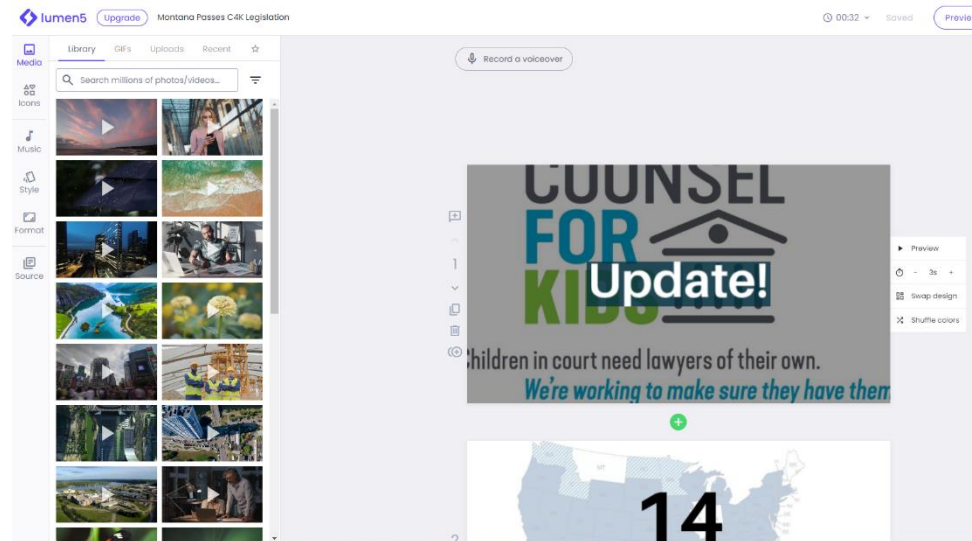 lumen5 Upgrade Montana Passes C4K Legislation 00:32 Saved Previe
Media
Icons
Music
Style
Format
Source
Library GIFs Uploads Recent
Search millions of photos/videos...
Record a voiceover
1
COUNSEL
FOR
KIDS
Update!
Children in court need lawyers of their own.
We're working to make sure they have them
Preview
- 3s +
Swap design
Shuffle colors
2
14